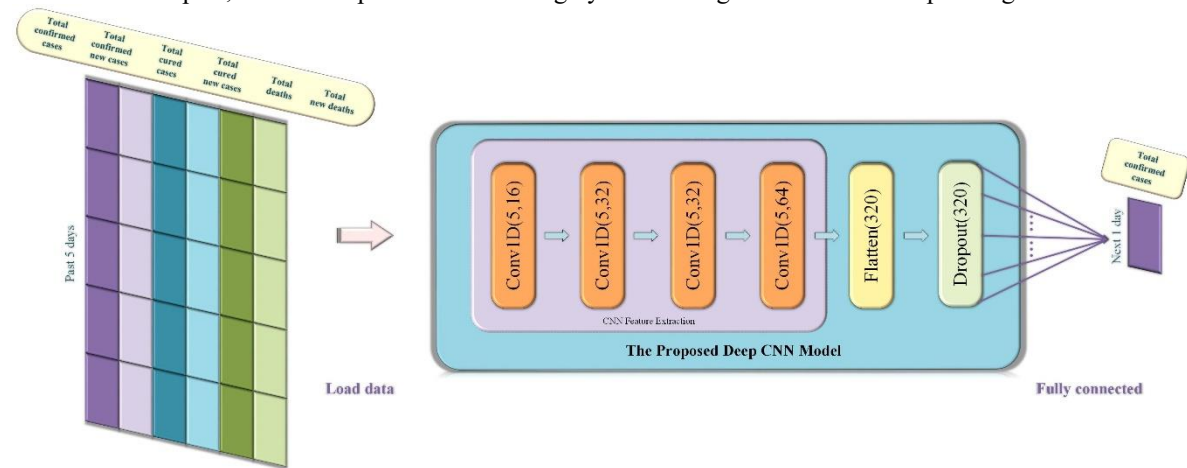 Total
confirmed
cases
Total
confirmed
new cases
Total
cured
cases
Total
cured
new cases
Total
deaths
Total
new deaths
Past 5 days
Load data
Conv1D(5,16)
Conv1D(5,32)
Conv1D(5,32)
Conv1D(5,64)
CNN Feature Extraction
Flatten(320)
Dropout(320)
The Proposed Deep CNN Model
Total
confirmed
cases
Next 1 day
Fully connected